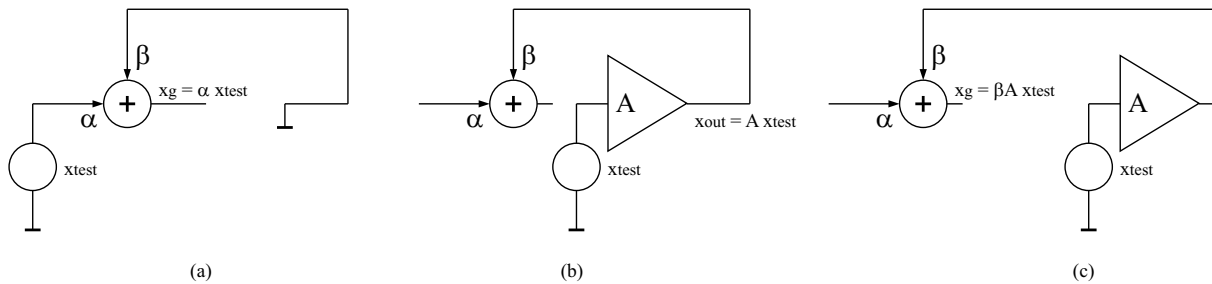 β
+
α
xg = α xtest
xtest
(a)
β
+
α
A
xout = A xtest
xtest
(b)
β
+
α
xg = βA xtest
A
xtest
(c)